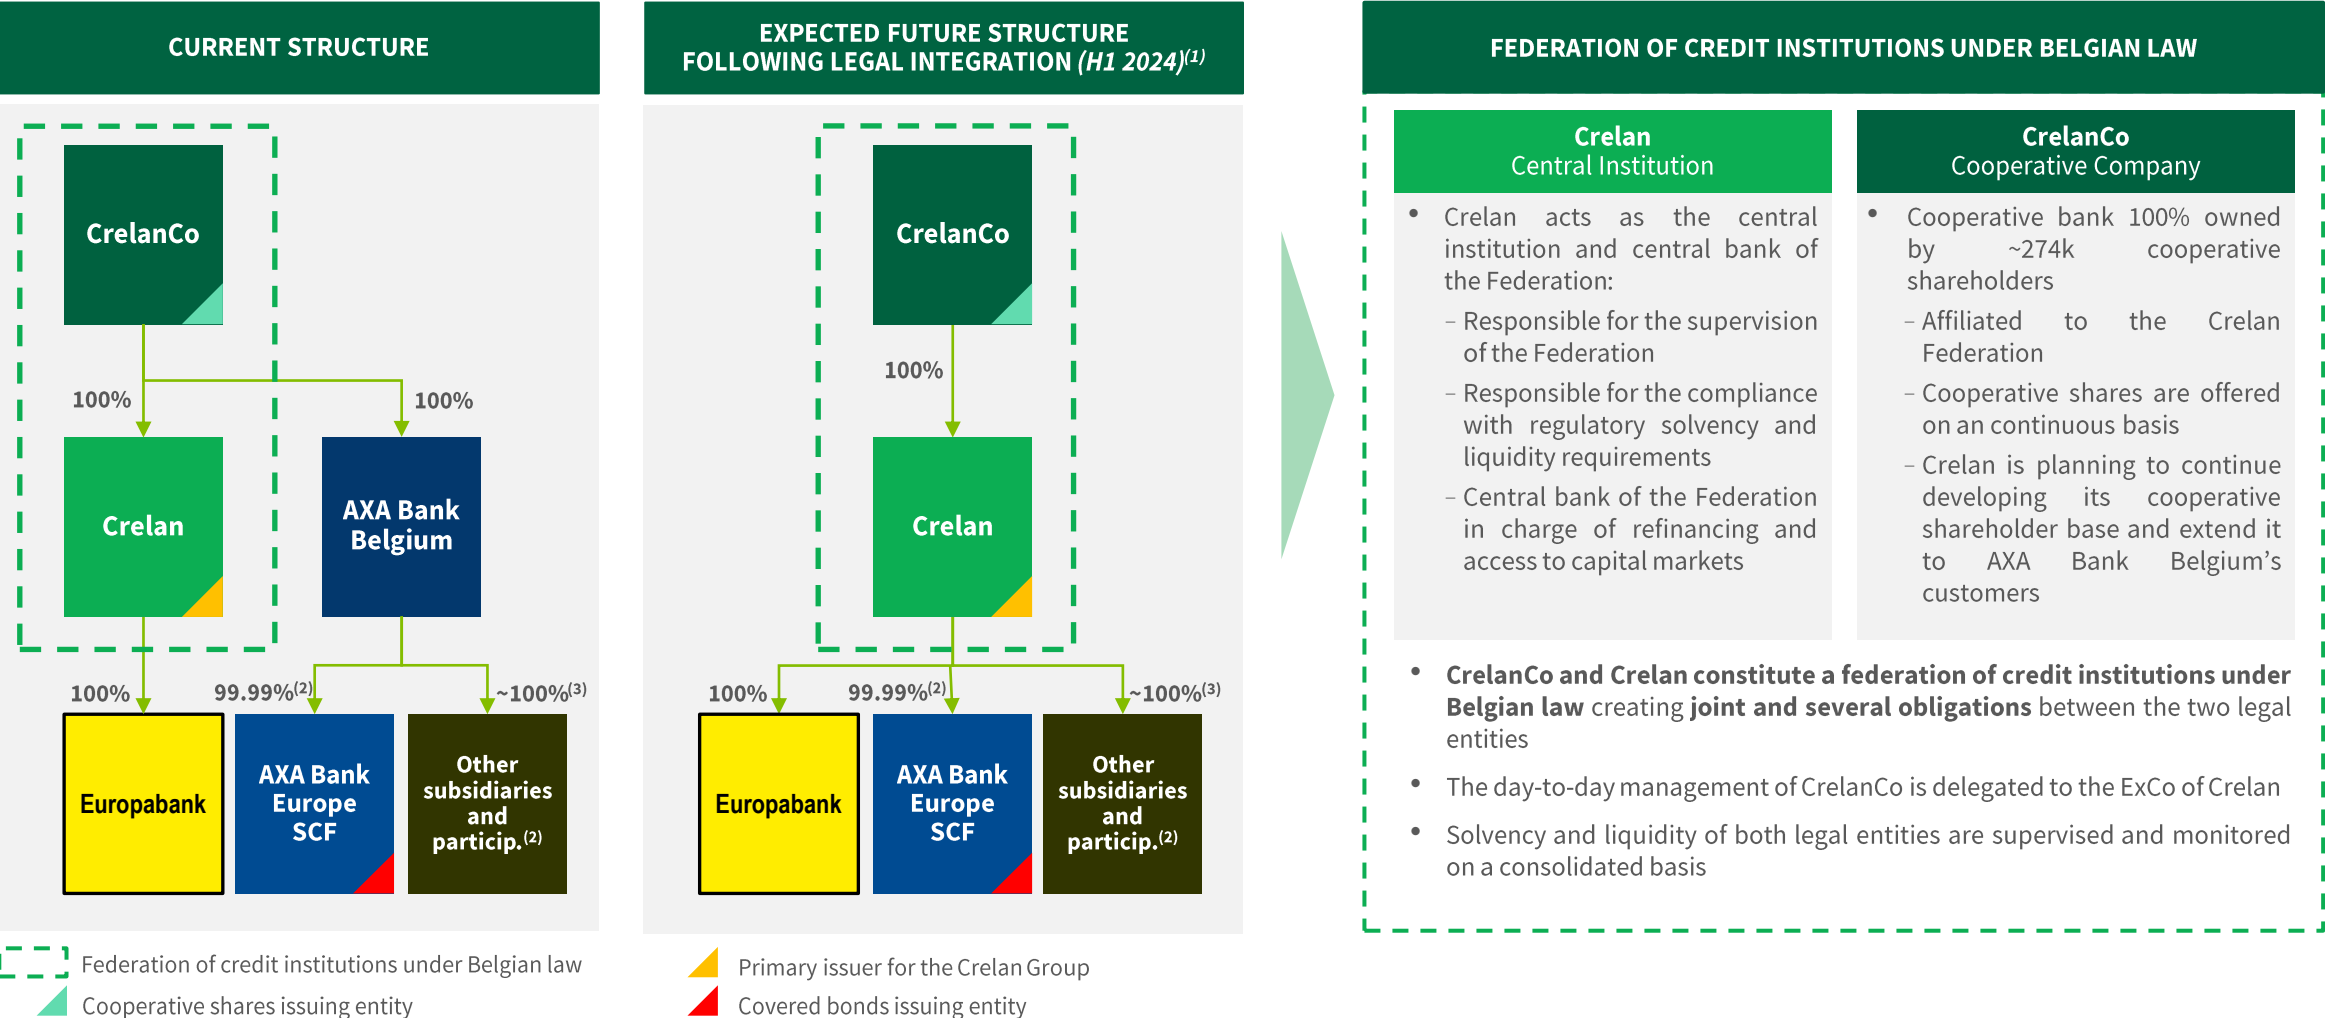 CURRENT STRUCTURE
CrelanCo
100%
100%
Crelan
AXA Bank
Belgium
100%
99.99%(2)
~100%(3)
Europabank
AXA Bank
Europe
SCF
Other
subsidiaries
and
particip.(2)
EXPECTED FUTURE STRUCTURE
FOLLOWING LEGAL INTEGRATION (H1 2024)(1)
CrelanCo
100%
Crelan
100%
99.99%(2)
~100%(3)
Europabank
AXA Bank
Europe
SCF
Other
subsidiaries
and
particip.(2)
Federation of credit institutions under Belgian law
Cooperative shares issuing entity
Primary issuer for the Crelan Group
Covered bonds issuing entity
FEDERATION OF CREDIT INSTITUTIONS UNDER BELGIAN LAW
Crelan
Central Institution
• Crelan acts as the central
institution and central bank of
the Federation:
– Responsible for the supervision
of the Federation
– Responsible for the compliance
with regulatory solvency and
liquidity requirements
– Central bank of the Federation
in charge of refinancing and
access to capital markets
CrelanCo
Cooperative Company
• Cooperative bank 100% owned
by ~274k cooperative
shareholders
– Affiliated to the Crelan
Federation
– Cooperative shares are offered
on an continuous basis
– Crelan is planning to continue
developing its cooperative
shareholder base and extend it
to AXA Bank Belgium’s
customers
• CrelanCo and Crelan constitute a federation of credit institutions under
Belgian law creating joint and several obligations between the two legal
entities
• The day-to-day management of CrelanCo is delegated to the ExCo of Crelan
• Solvency and liquidity of both legal entities are supervised and monitored
on a consolidated basis